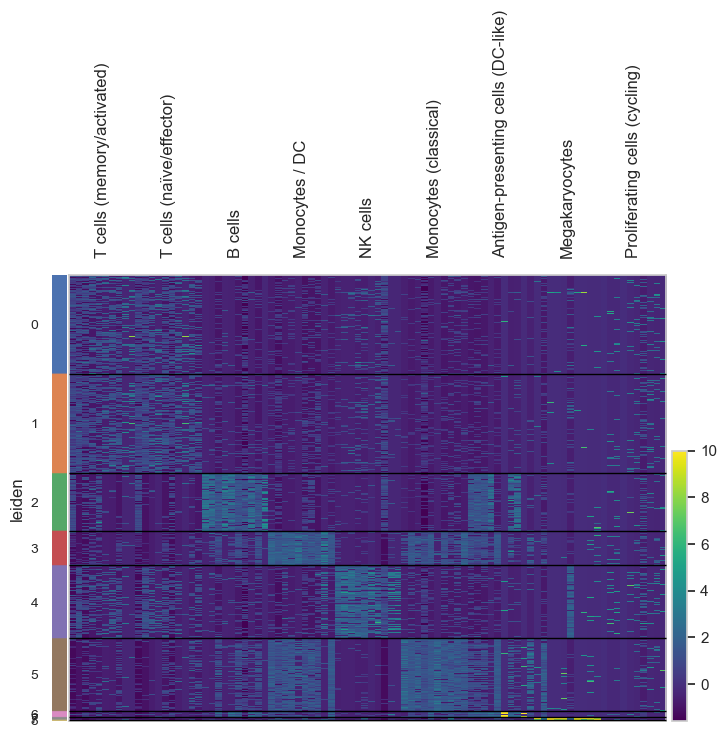 T cells (memory/activated)
T cells (naïve/effector)
B cells
Monocytes / DC
NK cells
Monocytes (classical)
Antigen-presenting cells (DC-like)
Megakaryocytes
Proliferating cells (cycling)
leiden
0
1
2
3
4
5
6
8
10
8
6
4
2
0